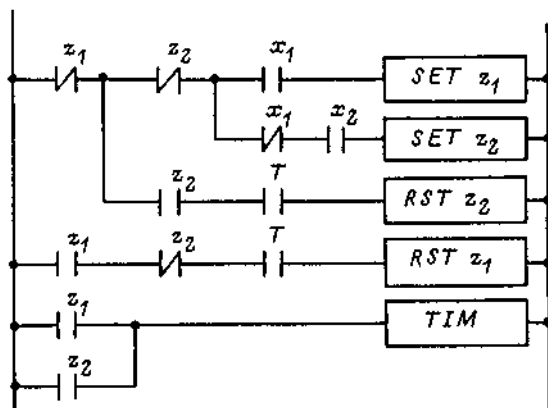 z1 z2 x1 SET z1
x1 x2 SET z2
z2 T RST z2
z1 z2 T RST z1
z1 TIM
z2